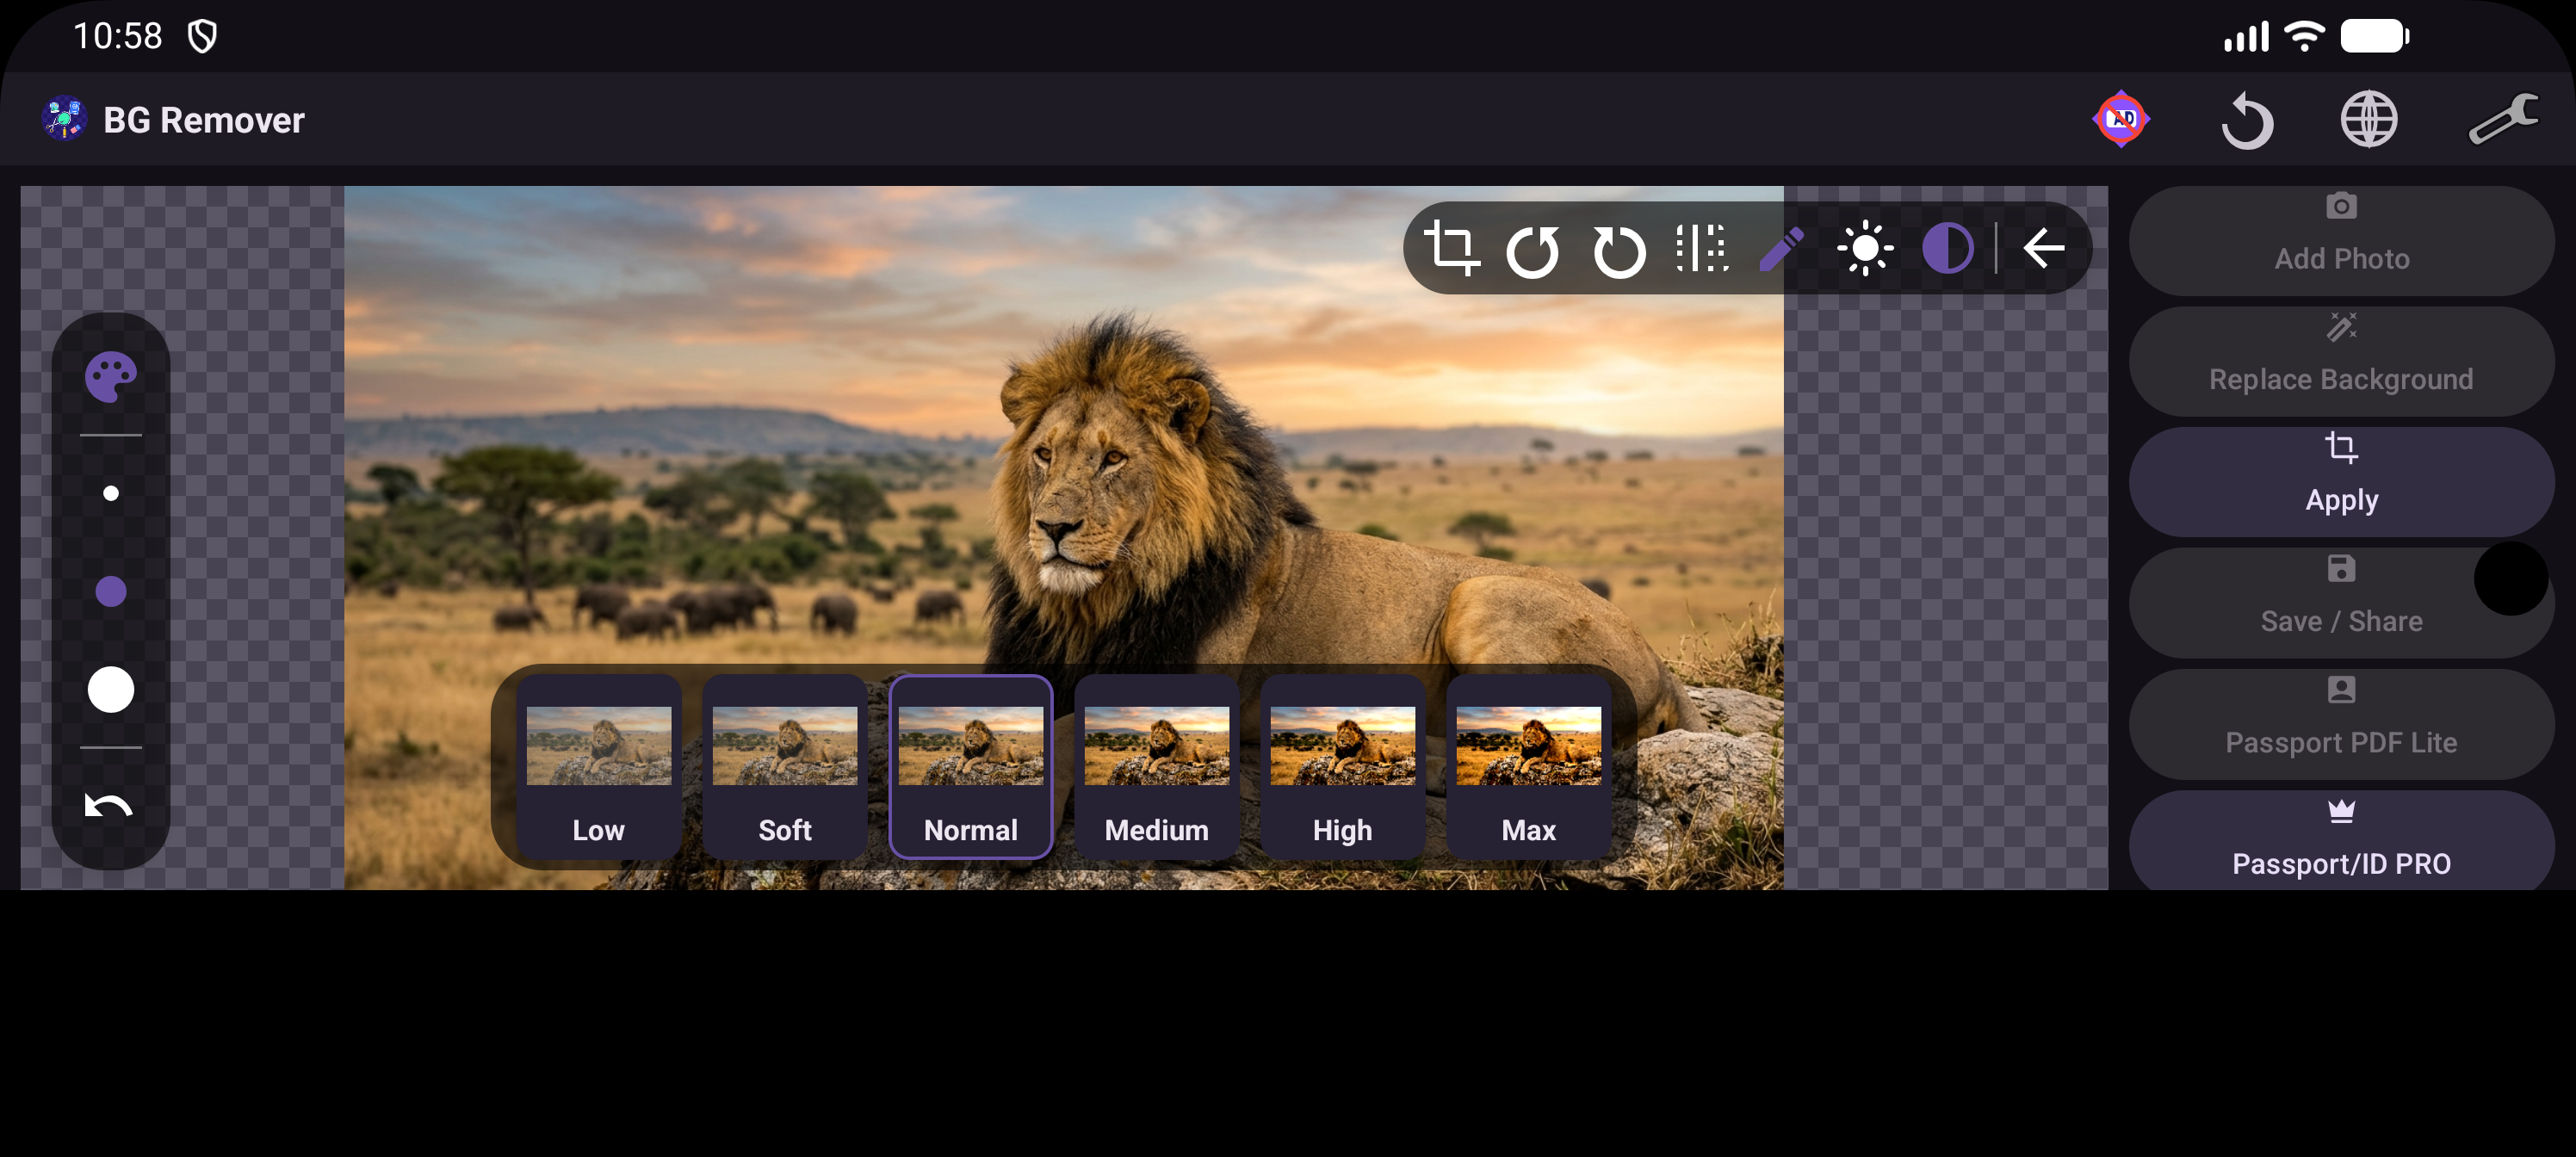 10:58
BG Remover
AD
Add Photo
Replace Background
Apply
Save / Share
Passport PDF Lite
Passport/ID PRO
Low
Soft
Normal
Medium
High
Max